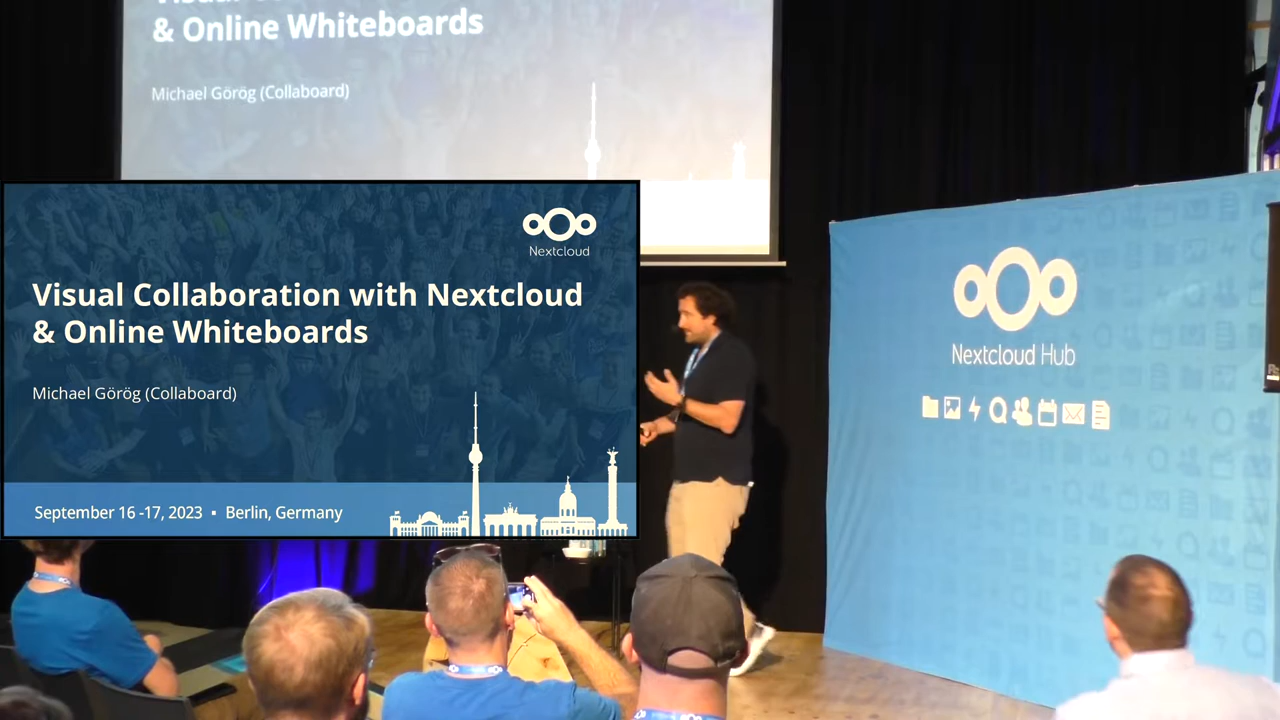 & Online Whiteboards
Michael Görög (Collaboard)
Nextcloud
Visual Collaboration with Nextcloud
& Online Whiteboards
Michael Görög (Collaboard)
September 16 -17, 2023 ▪ Berlin, Germany
Nextcloud Hub